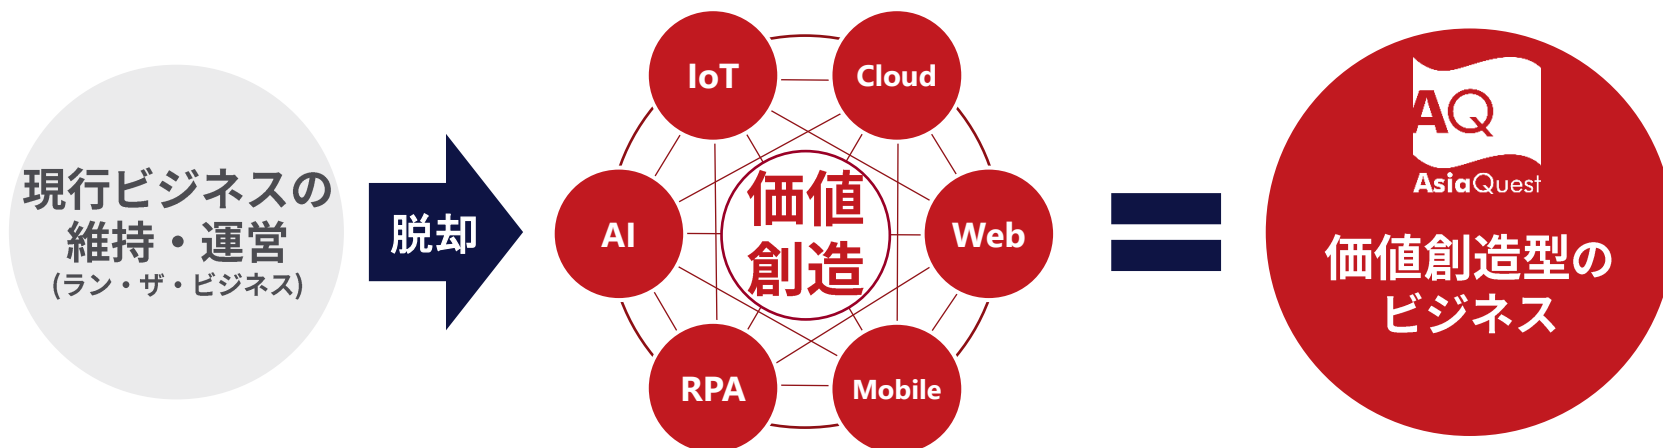 現行ビジネスの
維持・運営
(ラン・ザ・ビジネス)
脱却
IoT
Cloud
AI
価値
創造
Web
RPA
Mobile
AQ
AsiaQuest
価値創造型の
ビジネス